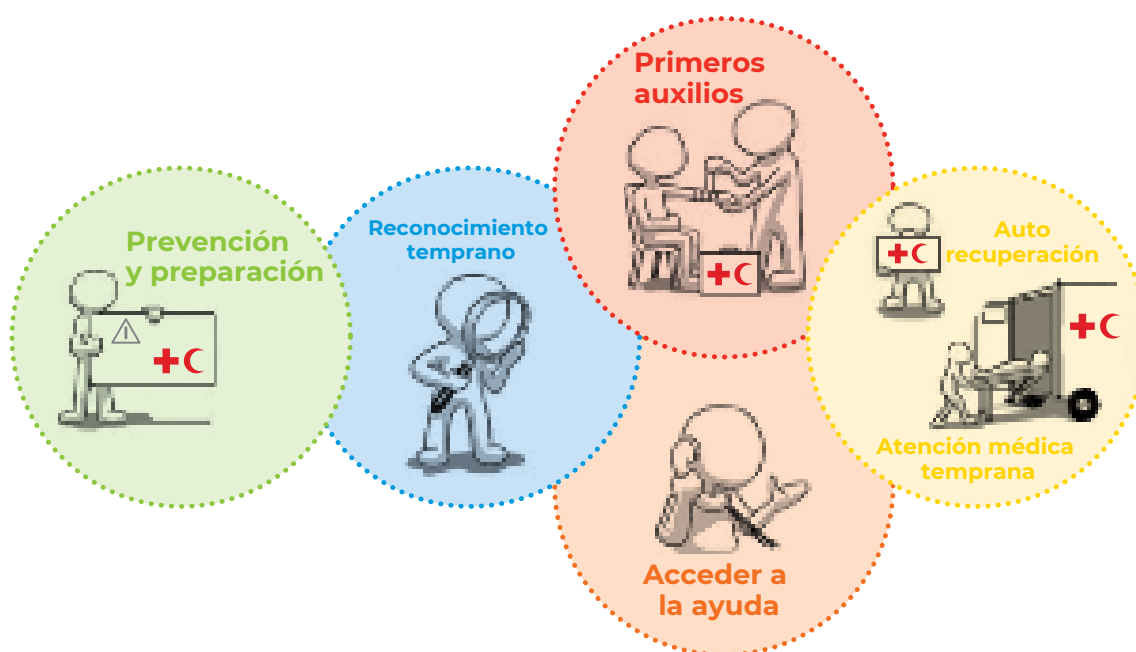 Prevención
y preparación
Reconocimiento
temprano
Primeros
auxilios
Acceder a
la ayuda
Auto
recuperación
Atención médica
temprana